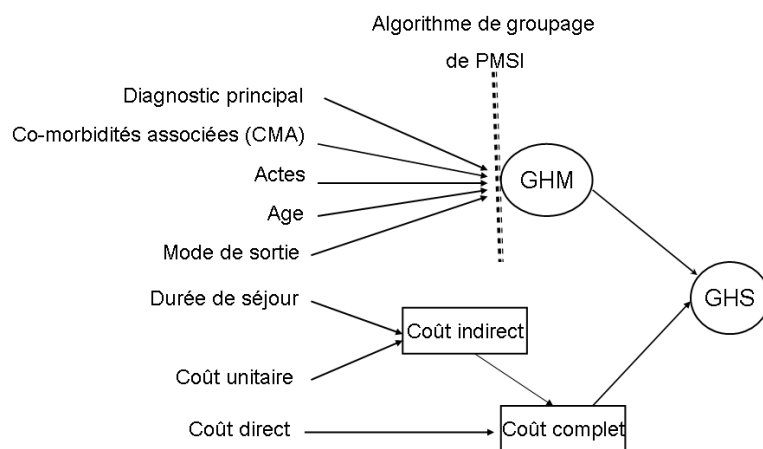 Algorithme de groupage
de PMSI
Diagnostic principal
Co-morbidités associées (CMA)
Actes
GHM
Age
Mode de sortie
Durée de séjour
GHS
Coût indirect
Coût unitaire
Coût direct
Coût complet